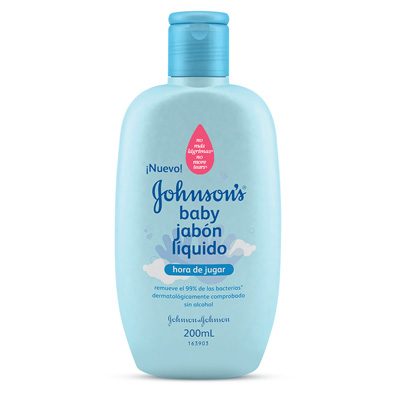 no
más
lágrimas®
no
more
tears®
¡Nuevo!
Johnson's®
baby
jabón
líquido
hora de jugar
remueve el 99% de las bacterias*
dermatológicamente comprobado
sin alcohol
Johnson & Johnson
200mL
163903